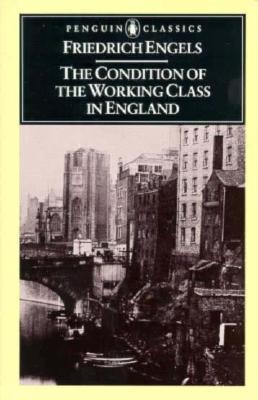 PENGUIN CLASSICS
FRIEDRICH ENGELS
THE CONDITION OF
THE WORKING CLASS
IN ENGLAND